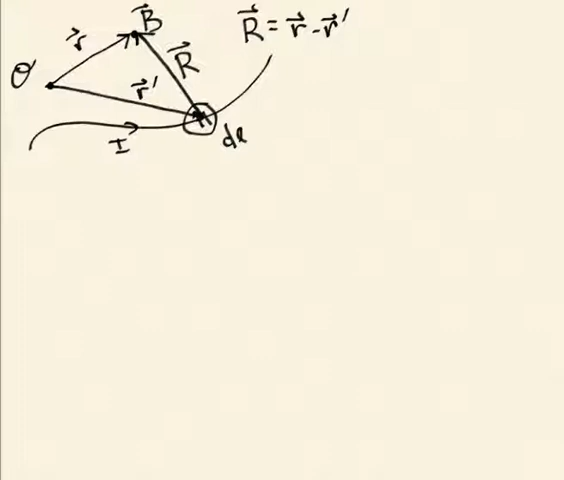 B⃗
R⃗ = r⃗ - r⃗'
r⃗
R⃗
O
r⃗'
I
dl